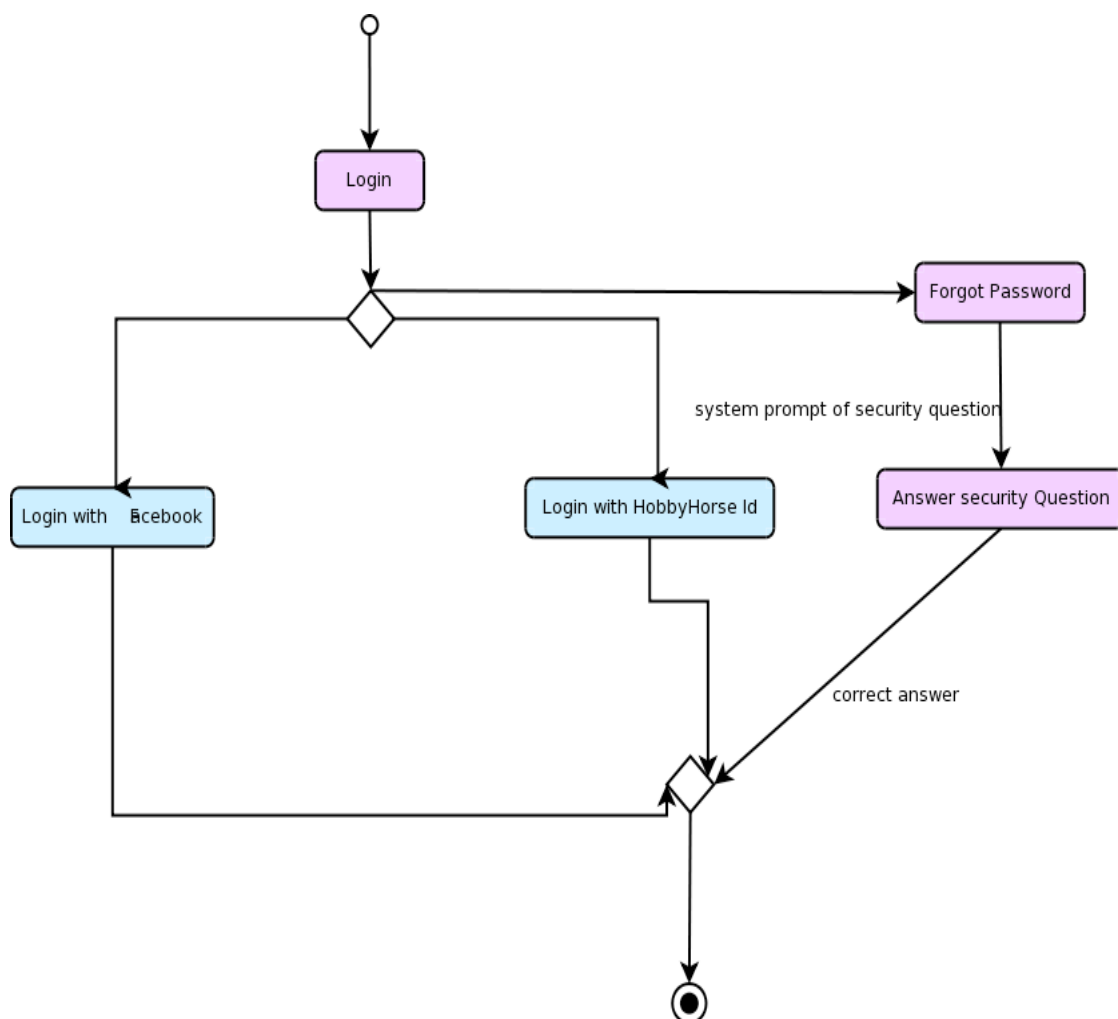 Login
Forgot Password
system prompt of security question
Login with Facebook
Login with HobbyHorse Id
Answer security Question
correct answer